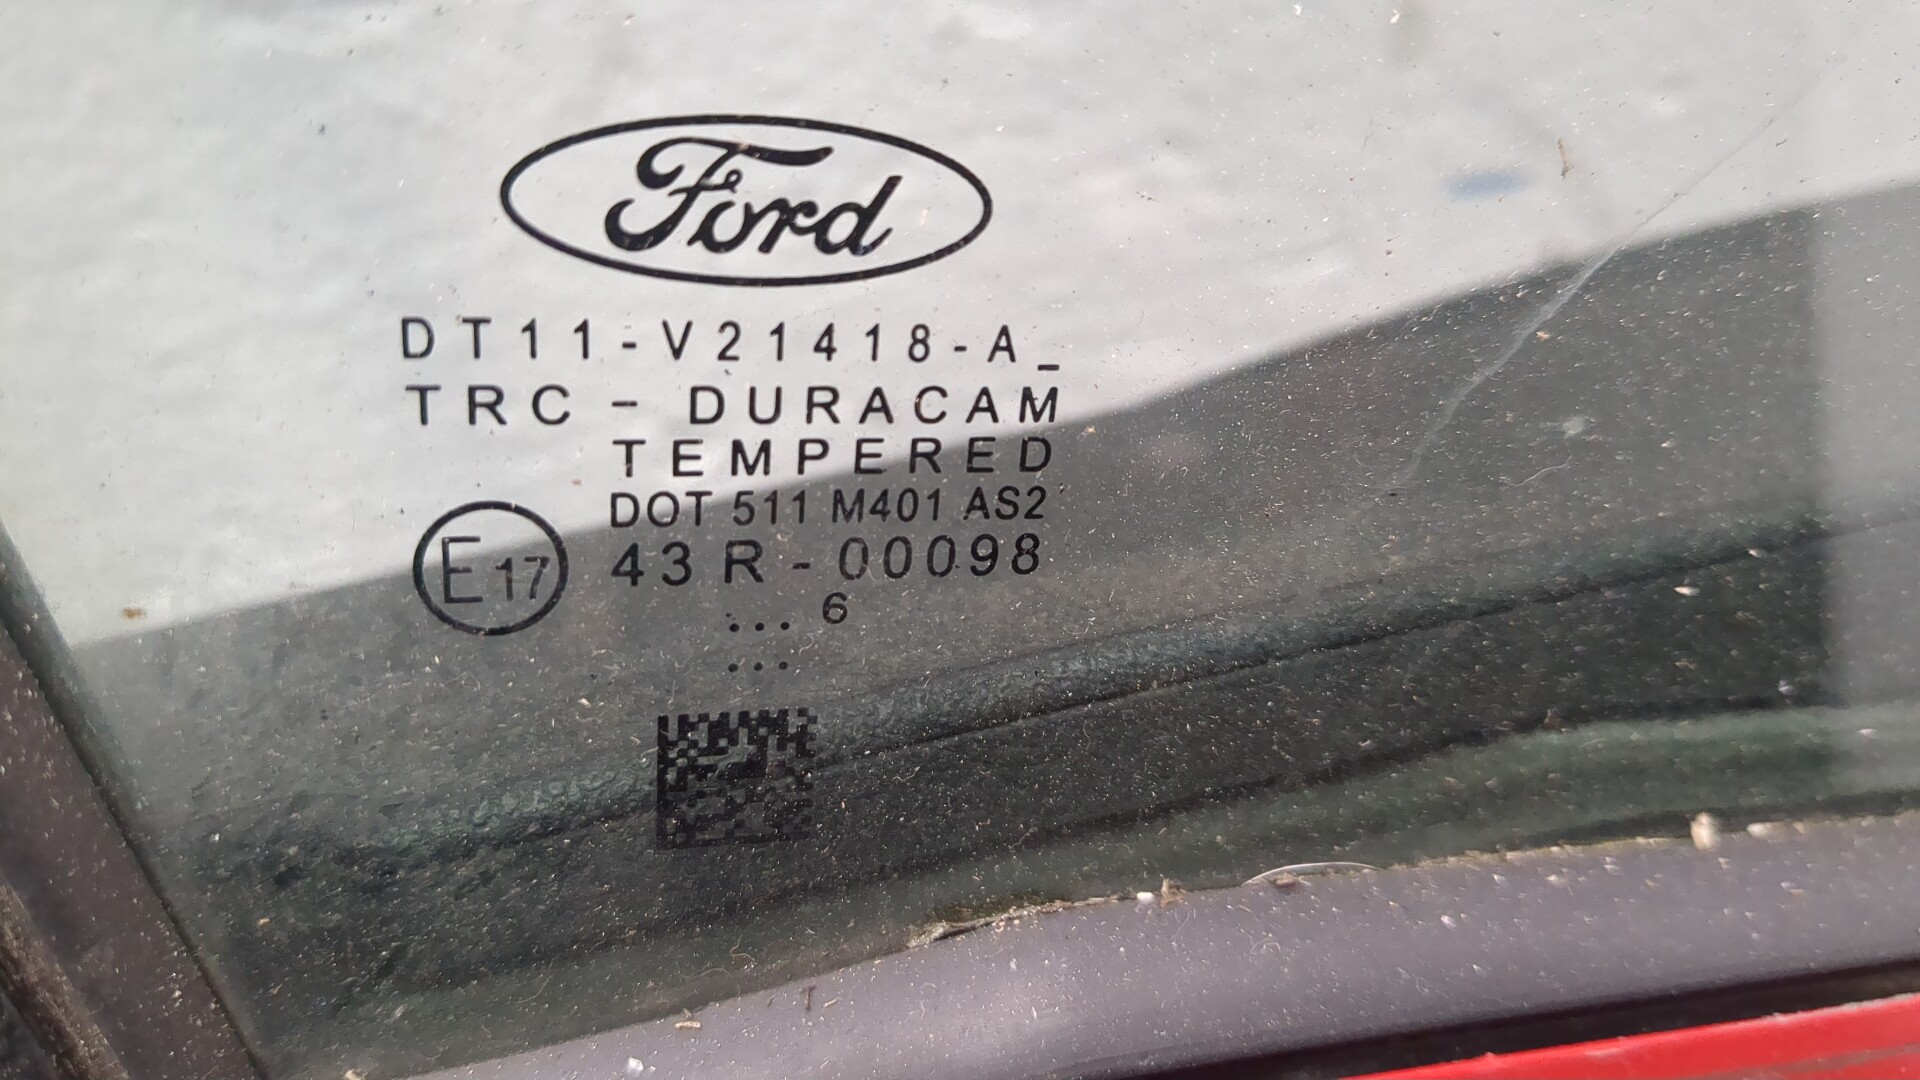 Ford
DT11-V21418-A_
TRC - DURACAM
TEMPERED
DOT 511 M401 AS2
E17 43R-00098
... 6
...